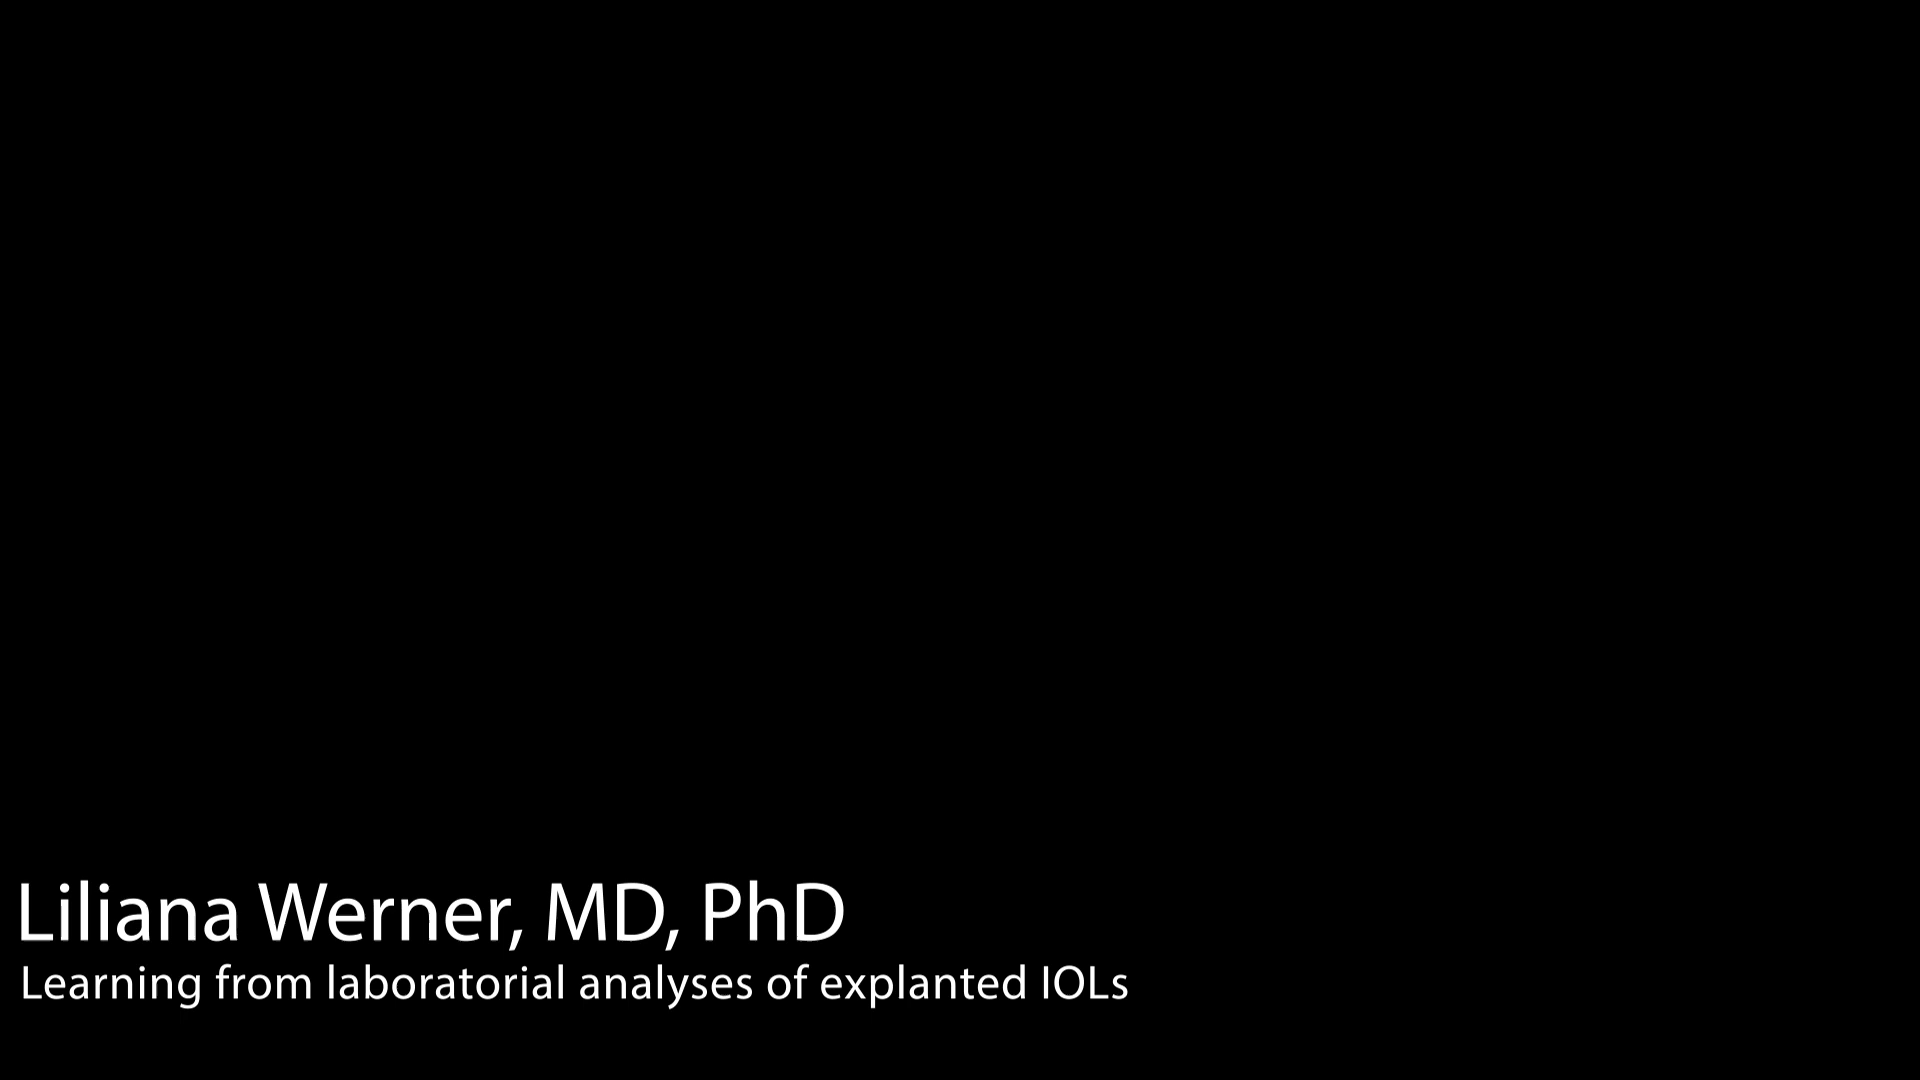 Liliana Werner, MD, PhD
Learning from laboratorial analyses of explanted IOLs